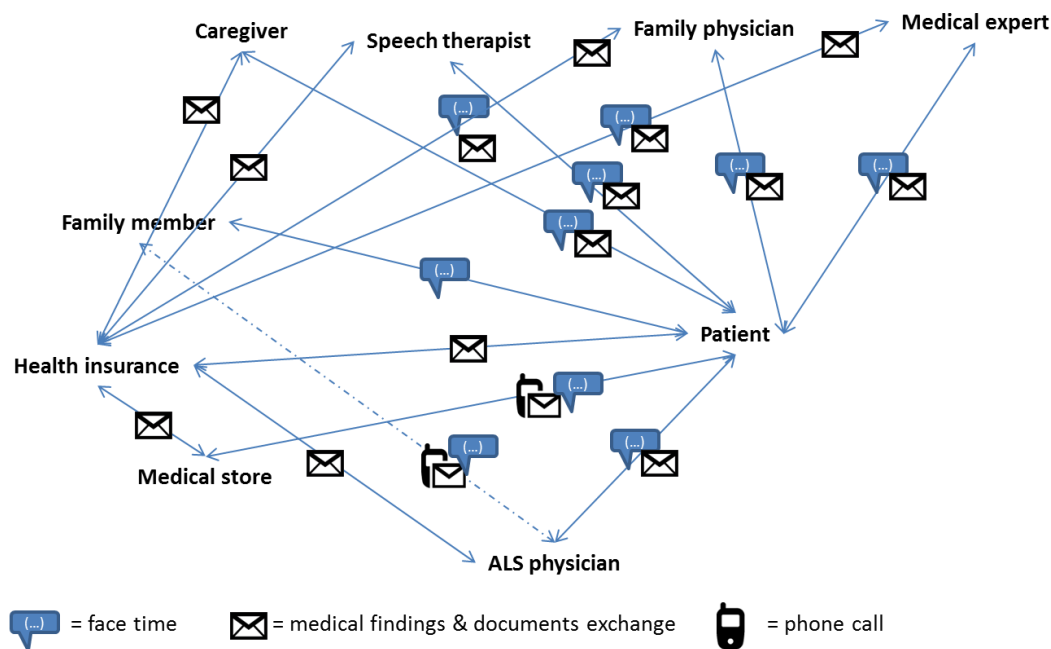 Caregiver
Speech therapist
Family physician
Medical expert
(...)
(...)
(...)
(...)
(...)
Family member
(...)
(...)
Patient
Health insurance
(...)
Medical store
(...)
(...)
ALS physician
(...) = face time
= medical findings & documents exchange
= phone call